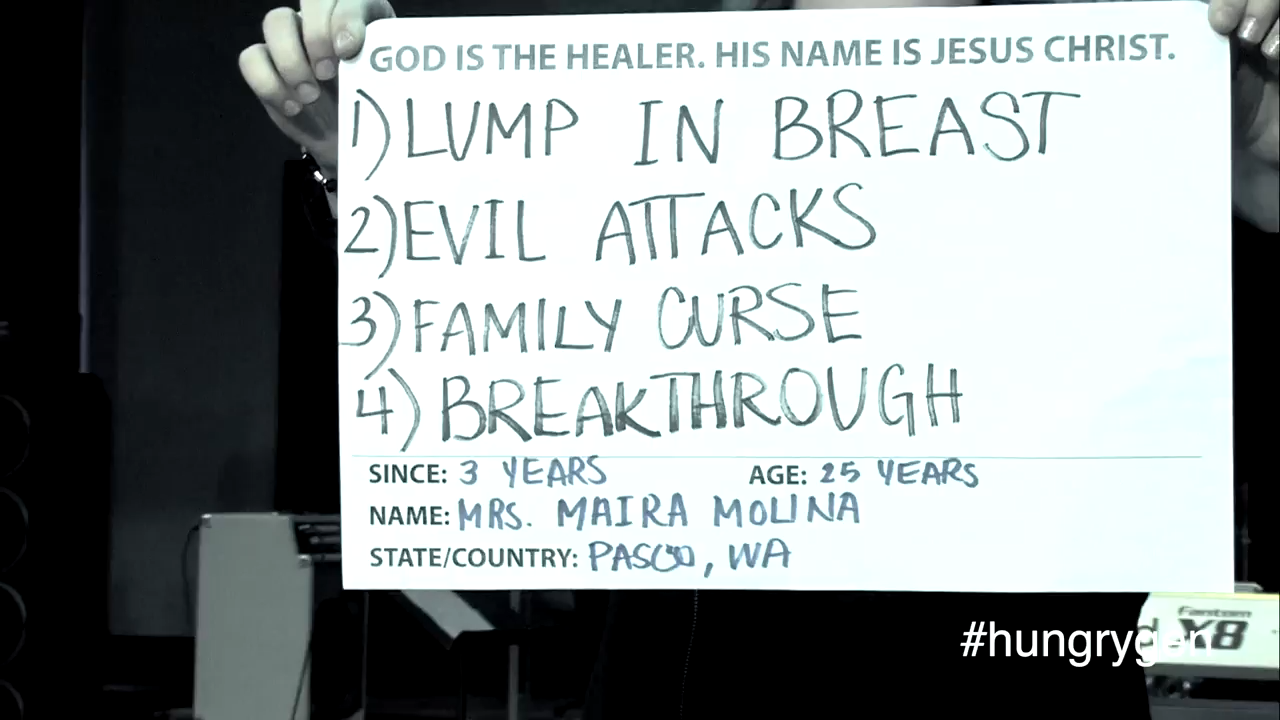 GOD IS THE HEALER. HIS NAME IS JESUS CHRIST.
1) LUMP IN BREAST
2) EVIL ATTACKS
3) FAMILY CURSE
4) BREAKTHROUGH
SINCE: 3 YEARS AGE: 25 YEARS
NAME: MRS. MAIRA MOLINA
STATE/COUNTRY: PASCO, WA
Fantom
X8
#hungrygen